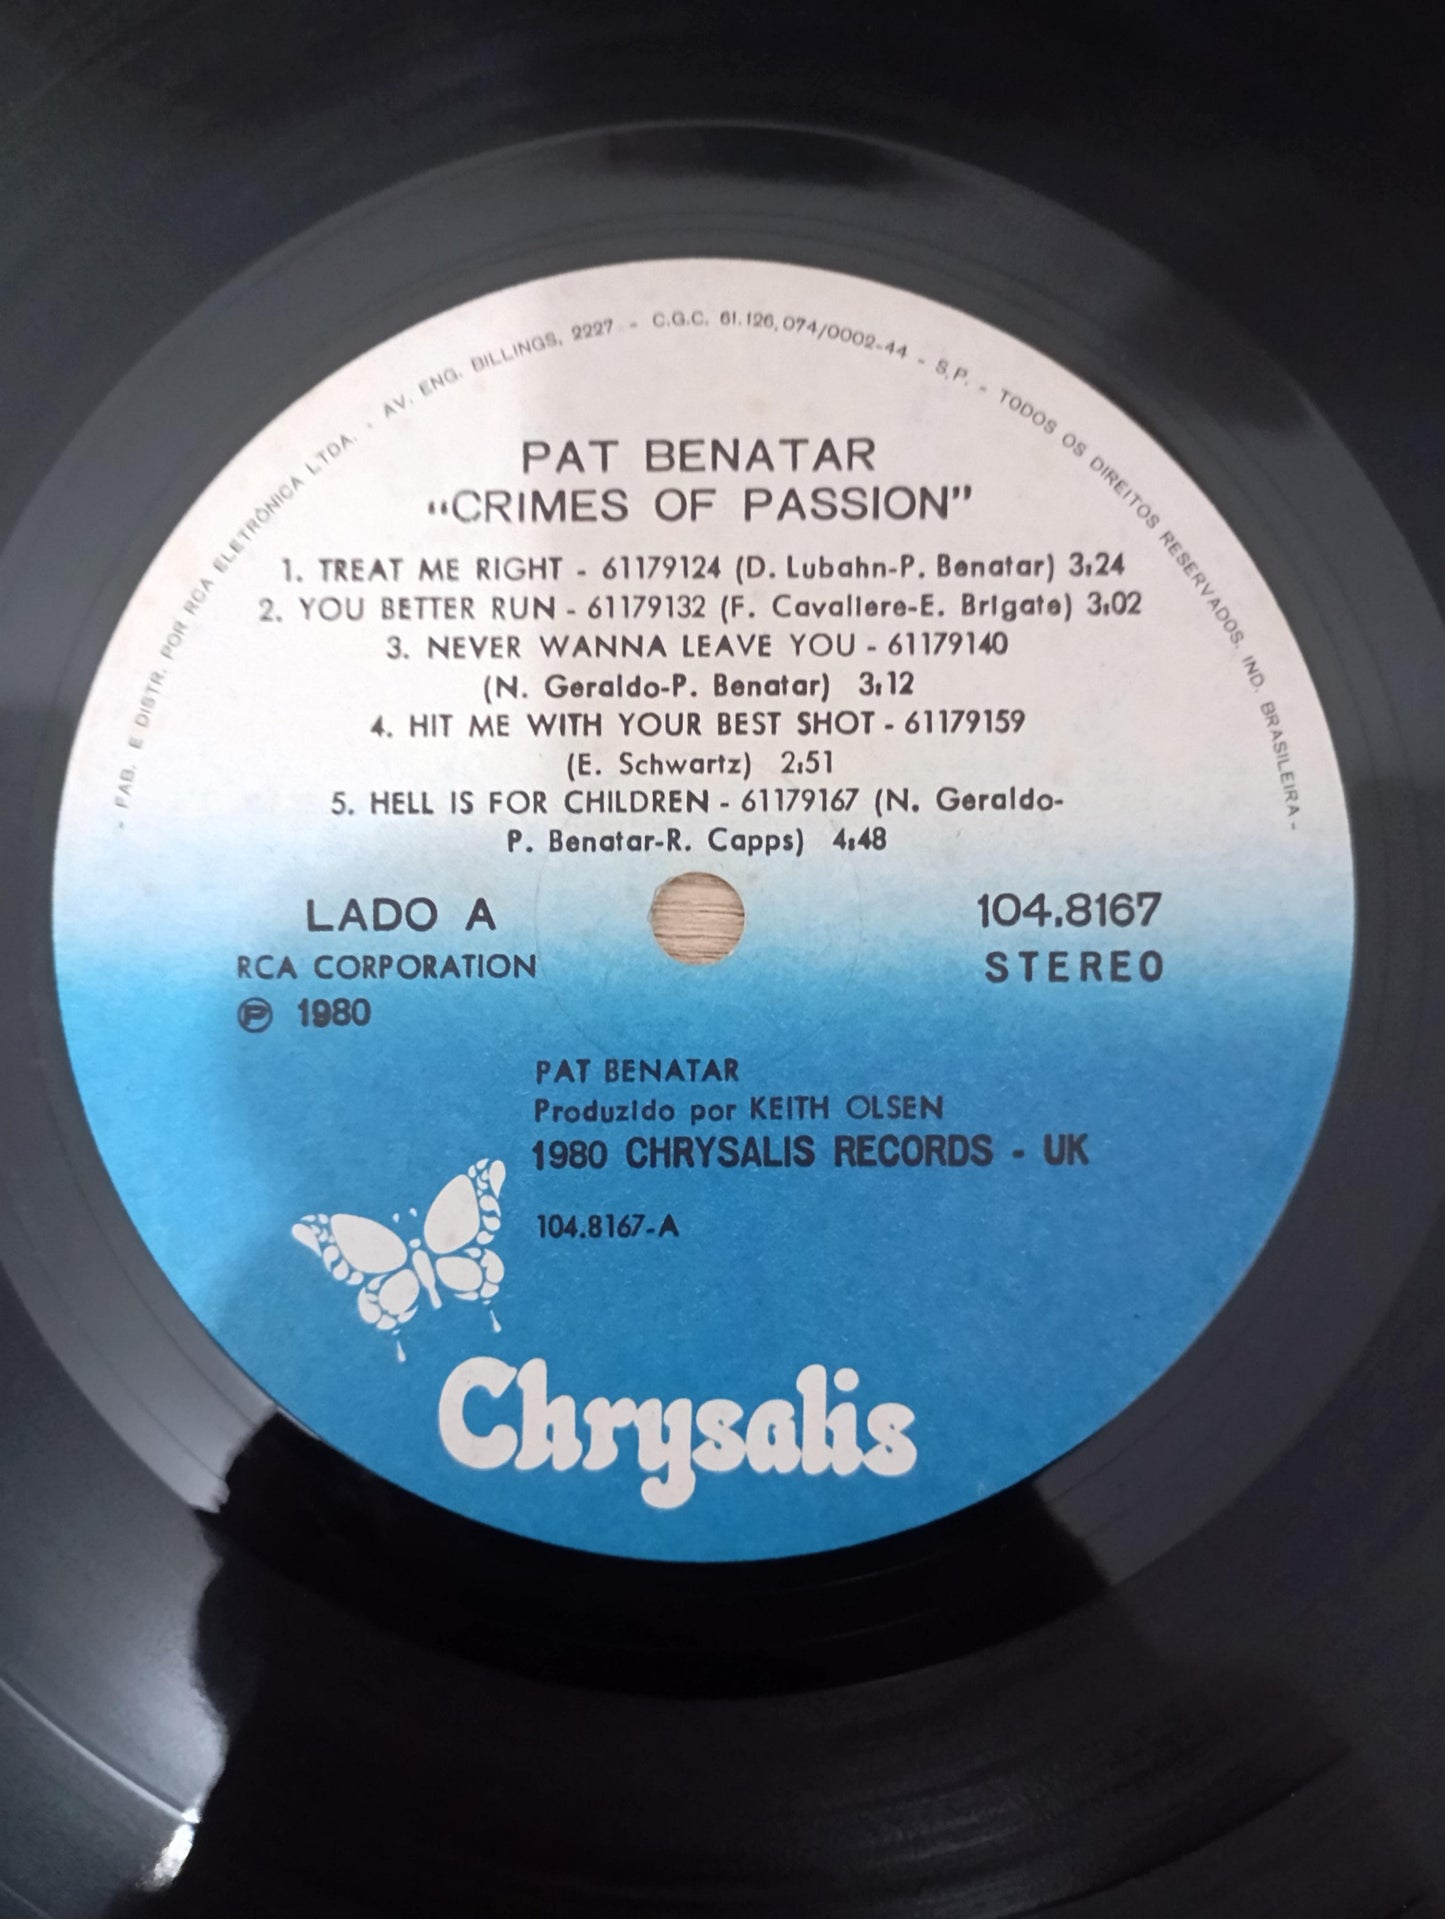 - FAB. E DISTR. POR RCA ELETRÔNICA LTDA. - AV. ENG. BILLINGS, 2227 - C.G.C. 61.126.074/0002-44 - S.P. - TODOS OS DIREITOS RESERVADOS. IND. BRASILEIRA -
PAT BENATAR
"CRIMES OF PASSION"
1. TREAT ME RIGHT - 61179124 (D. Lubahn-P. Benatar) 3:24
2. YOU BETTER RUN - 61179132 (F. Cavallere-E. Brigate) 3:02
3. NEVER WANNA LEAVE YOU - 61179140
(N. Geraldo-P. Benatar) 3:12
4. HIT ME WITH YOUR BEST SHOT - 61179159
(E. Schwartz) 2:51
5. HELL IS FOR CHILDREN - 61179167 (N. Geraldo-
P. Benatar-R. Capps) 4:48
LADO A
104.8167
RCA CORPORATION
STEREO
℗ 1980
PAT BENATAR
Produzido por KEITH OLSEN
1980 CHRYSALIS RECORDS - UK
104.8167-A
Chrysalis